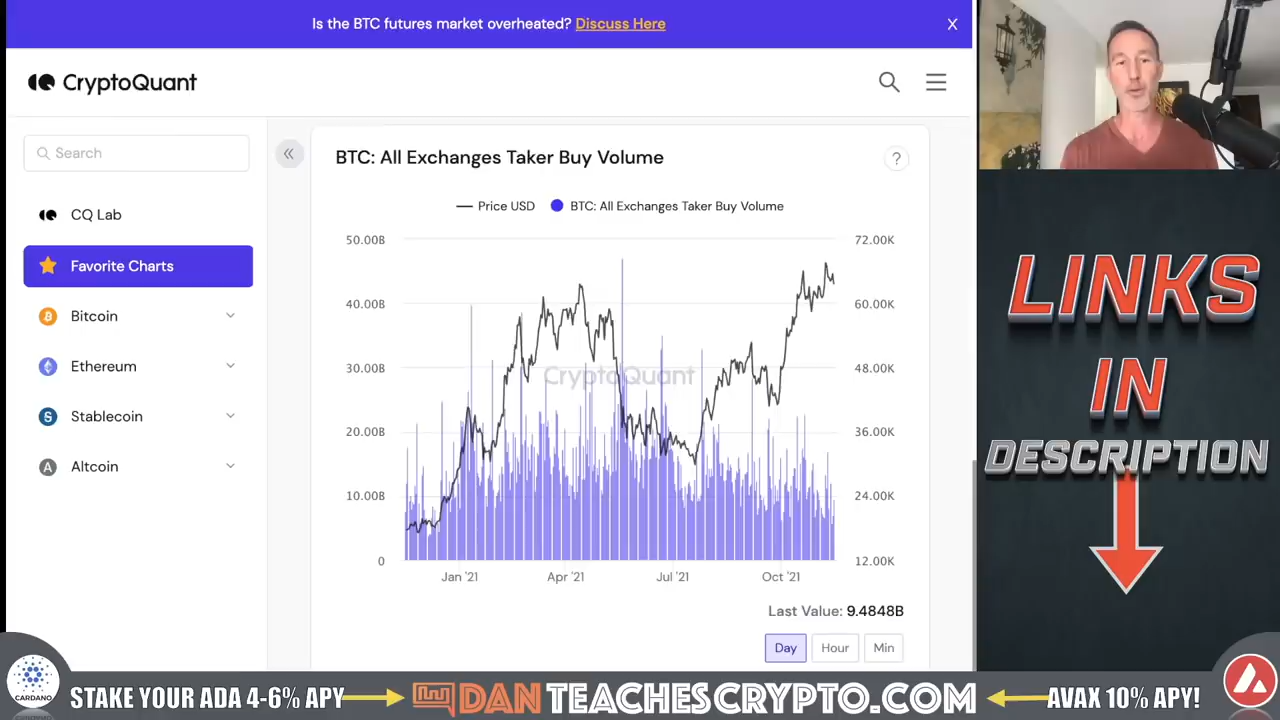 Is the BTC futures market overheated? Discuss Here X
CryptoQuant
Search
CQ Lab
Favorite Charts
Bitcoin
Ethereum
Stablecoin
Altcoin
BTC: All Exchanges Taker Buy Volume
?
Price USD BTC: All Exchanges Taker Buy Volume
50.00B 72.00K
40.00B 60.00K
30.00B 48.00K
CryptoQuant
20.00B 36.00K
10.00B 24.00K
0 12.00K
Jan '21 Apr '21 Jul '21 Oct '21
Last Value: 9.4848B
Day Hour Min
LINKS
IN
DESCRIPTION
CARDANO
STAKE YOUR ADA 4-6% APY DANTEACHESCRYPTO.COM AVAX 10% APY!